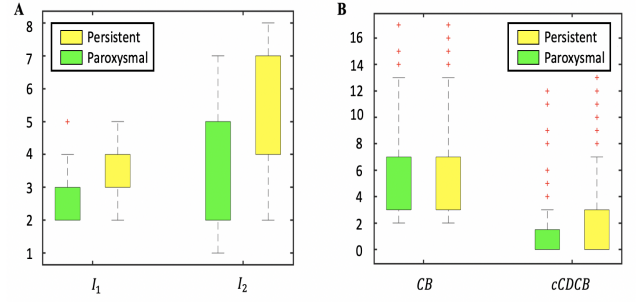 A
Persistent
Paroxysmal
8
7
6
5
4
3
2
1
I₁ I₂
B
Persistent
Paroxysmal
16
14
12
10
8
6
4
2
0
CB cCDCB